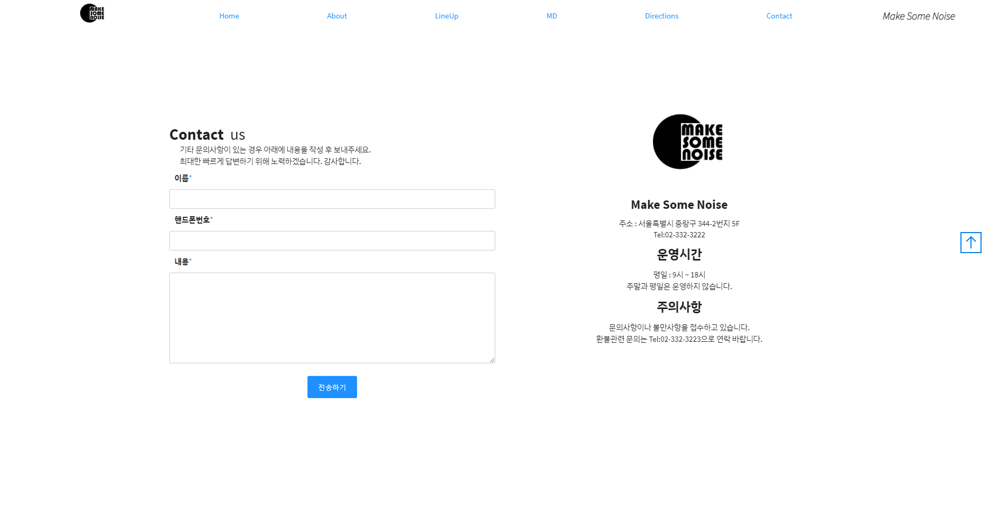 MAKE
SOME
NOISE
Home
About
LineUp
MD
Directions
Contact
Make Some Noise
Contact us
기타 문의사항이 있는 경우 아래에 내용을 작성 후 보내주세요.
최대한 빠르게 답변하기 위해 노력하겠습니다. 감사합니다.
이름*
핸드폰번호*
내용*
전송하기
MAKE
SOME
NOISE
Make Some Noise
주소 : 서울특별시 중랑구 344-2번지 5F
Tel:02-332-3222
운영시간
평일 : 9시 ~ 18시
주말과 평일은 운영하지 않습니다.
주의사항
문의사항이나 불만사항을 접수하고 있습니다.
환불관련 문의는 Tel:02-332-3223으로 연락 바랍니다.